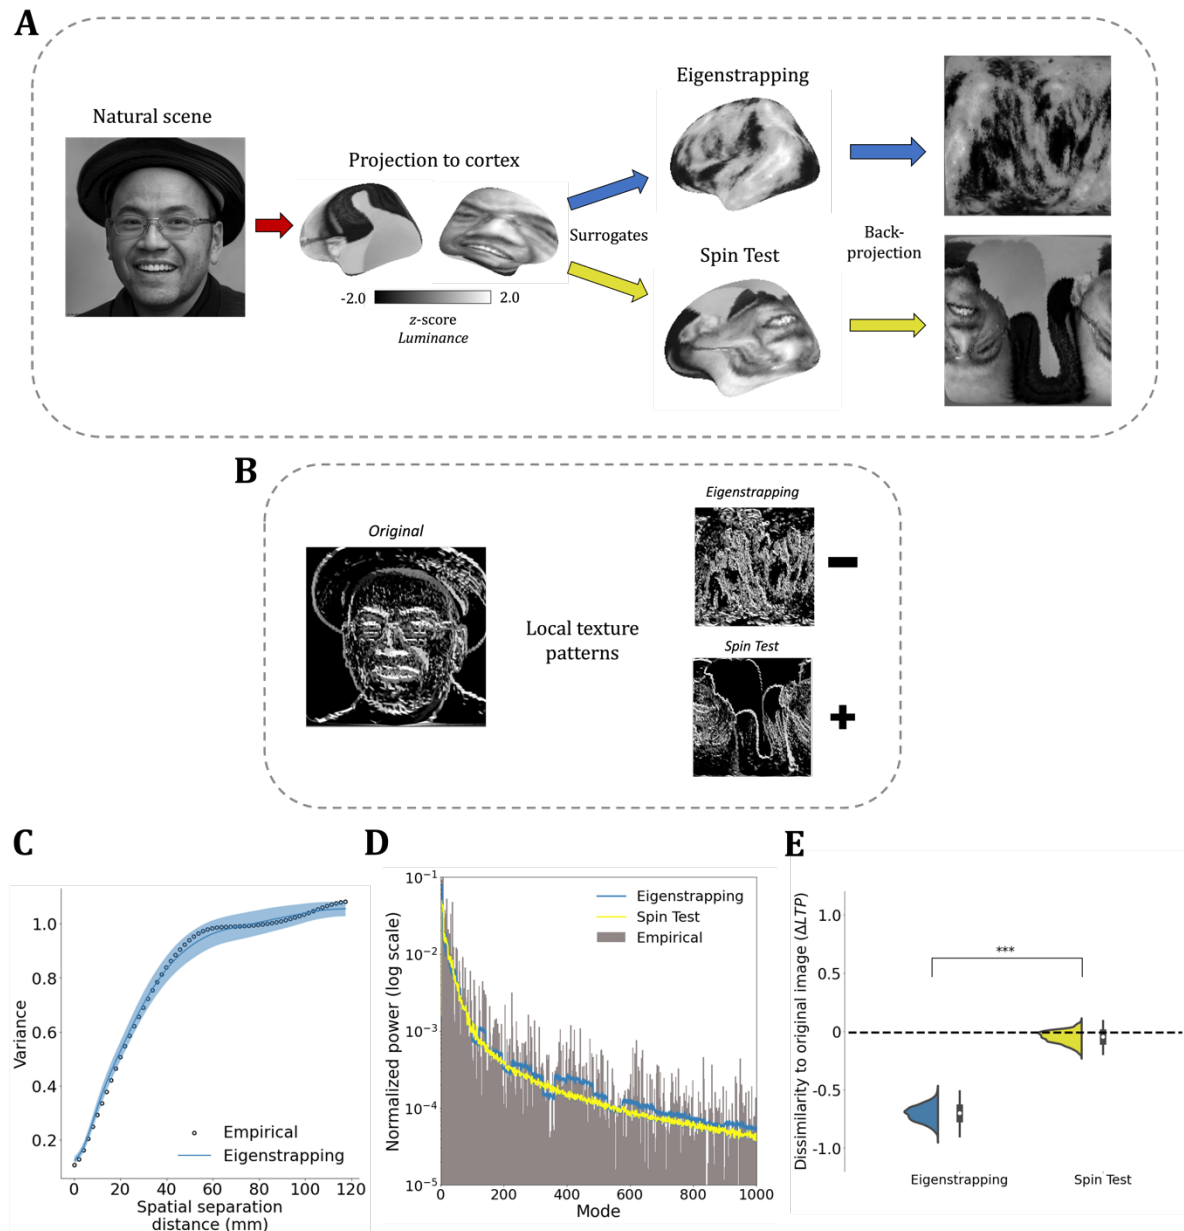 A
Natural scene
Projection to cortex
-2.0
2.0
z-score
Luminance
Surrogates
Eigenstrapping
Spin Test
Back-
projection
B
Original
Local texture
patterns
Eigenstrapping
Spin Test
C
Variance
1.0
0.8
0.6
0.4
0.2
Empirical
Eigenstrapping
0 20 40 60 80 100 120
Spatial separation
distance (mm)
D
Normalized power (log scale)
10⁻¹
10⁻²
10⁻³
10⁻⁴
10⁻⁵
Eigenstrapping
Spin Test
Empirical
0 200 400 600 800 1000
Mode
E
Dissimilarity to original image (ΔLTP)
1.0
0.5
0
-0.5
-1.0
***
Eigenstrapping Spin Test